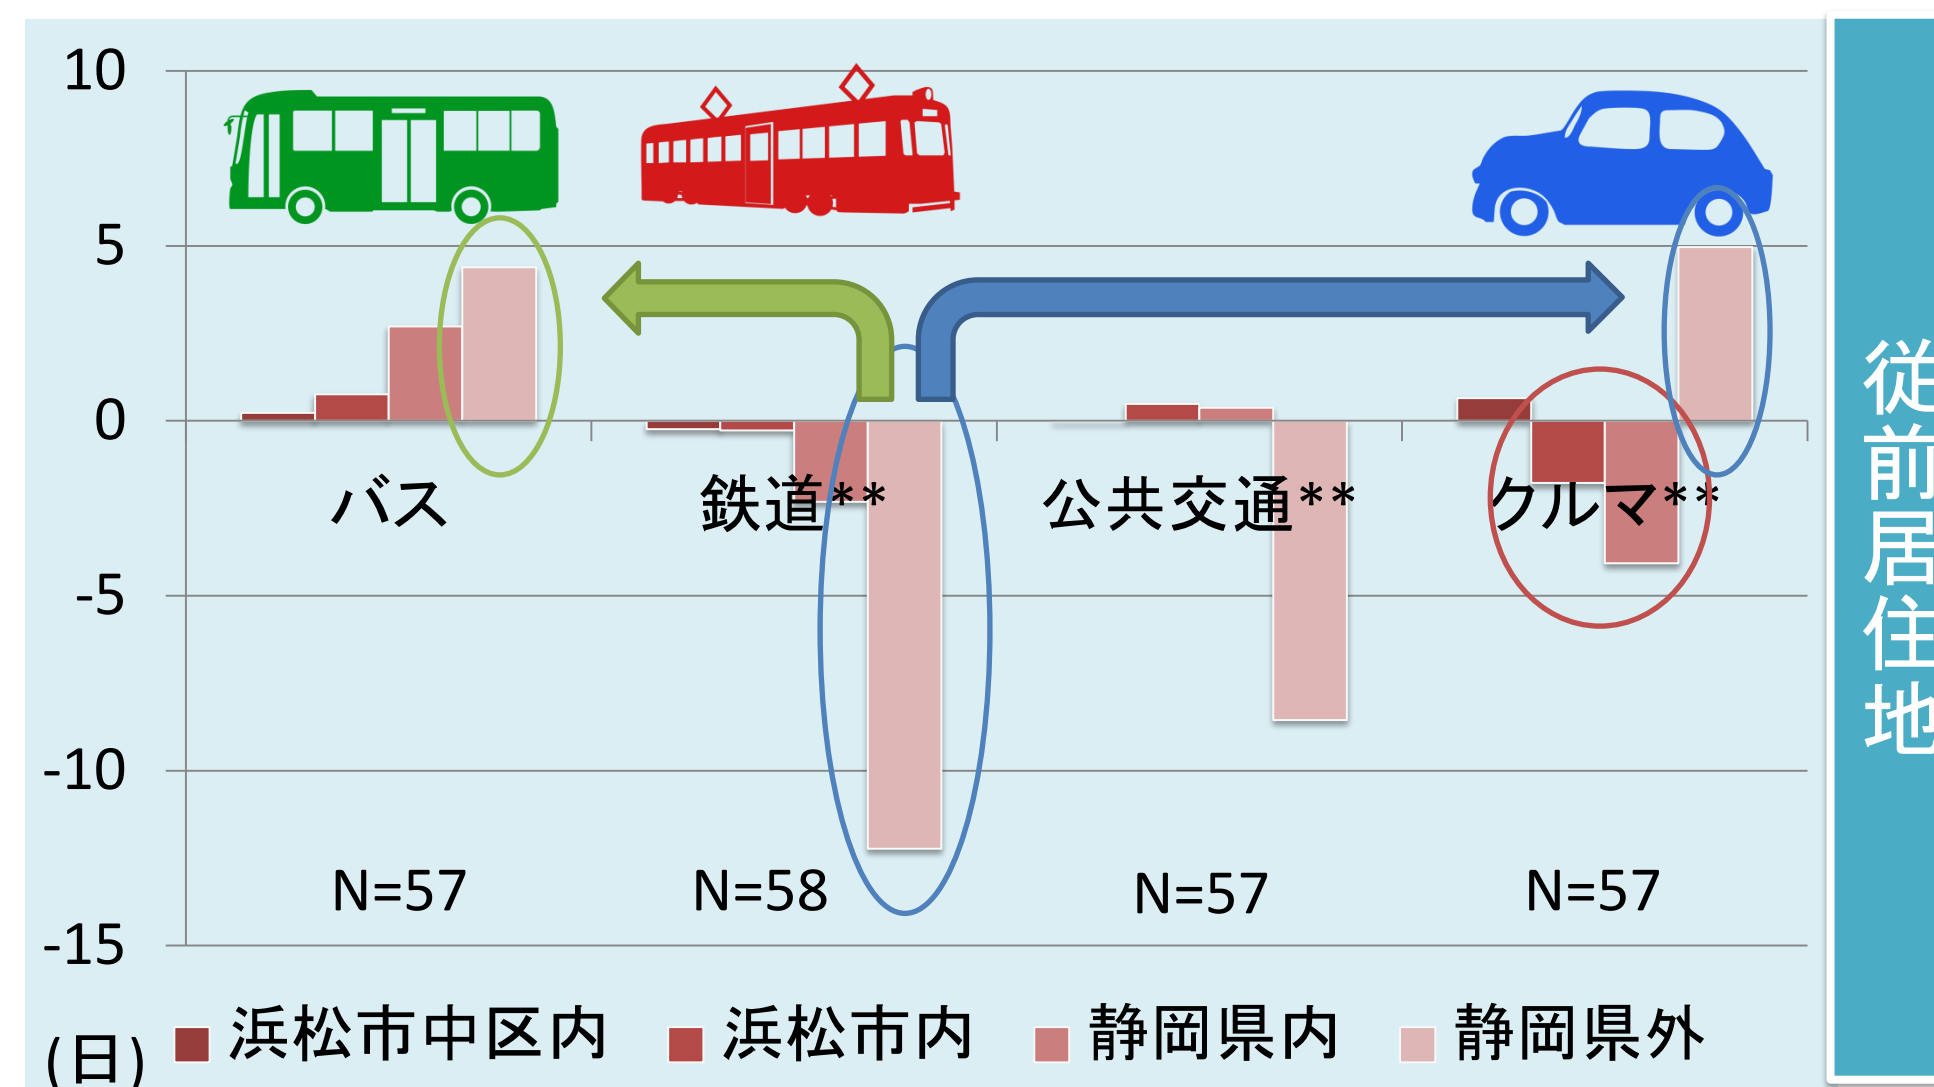 10
5
0
-5
-10
-15
バス
鉄道**
公共交通**
クルマ**
N=57
N=58
N=57
N=57
(日)
浜松市中区内
浜松市内
静岡県内
静岡県外
従前居住地